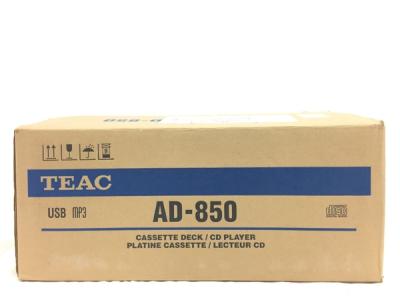 TEAC
USB MP3 AD-850
CASSETTE DECK / CD PLAYER
PLATINE CASSETTE / LECTEUR CD